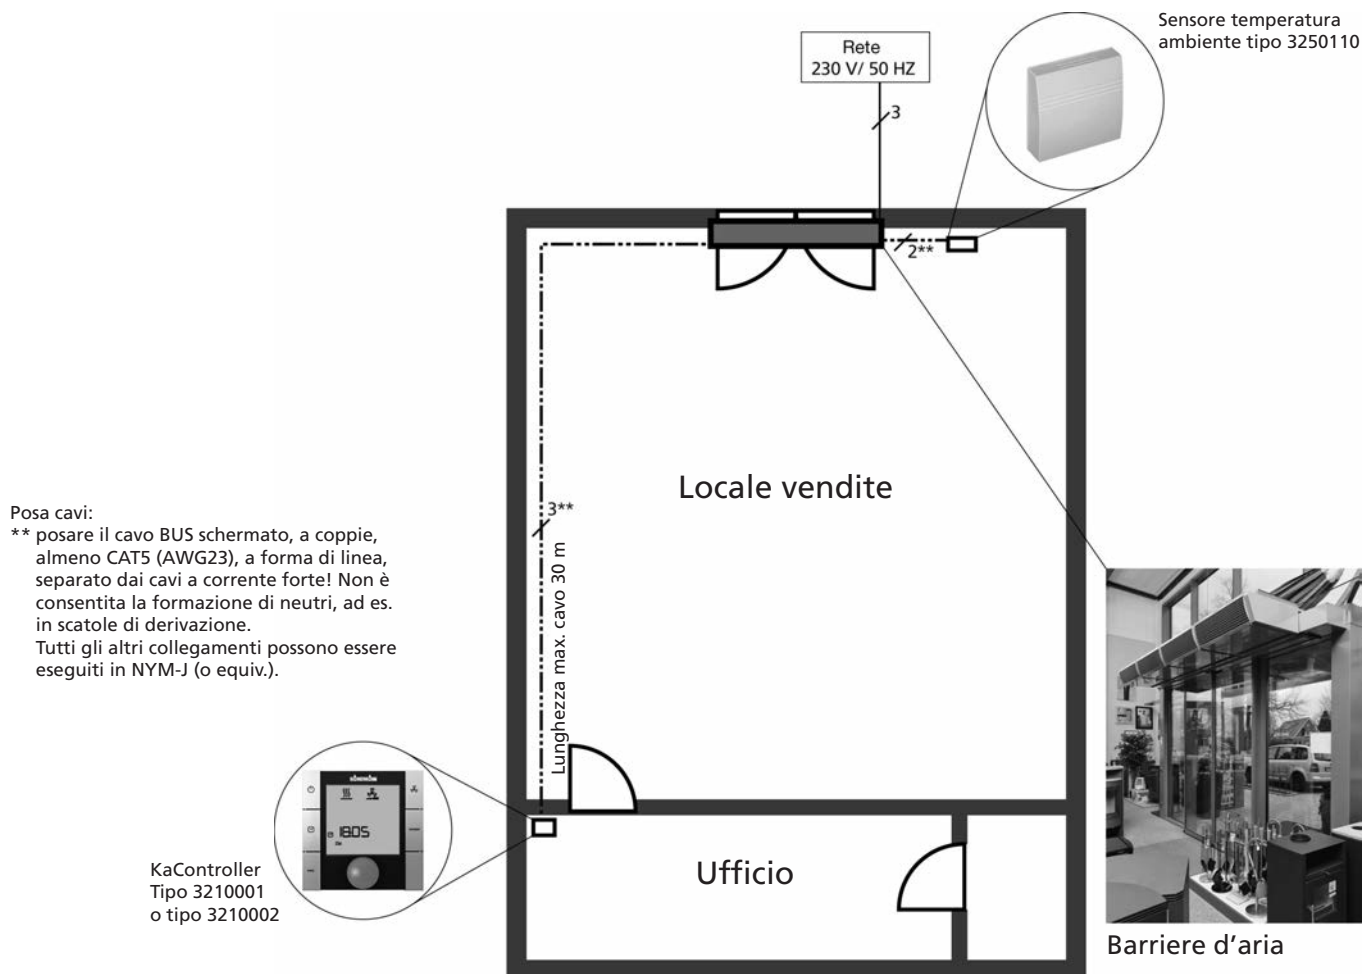 Sensore temperatura
ambiente tipo 3250110
Rete
230 V/ 50 HZ
3
2**
Locale vendite
3**
Lunghezza max. cavo 30 m
Posa cavi:
** posare il cavo BUS schermato, a coppie,
almeno CAT5 (AWG23), a forma di linea,
separato dai cavi a corrente forte! Non è
consentita la formazione di neutri, ad es.
in scatole di derivazione.
Tutti gli altri collegamenti possono essere
eseguiti in NYM-J (o equiv.).
1805
KaController
Tipo 3210001
o tipo 3210002
Ufficio
Barriere d’aria